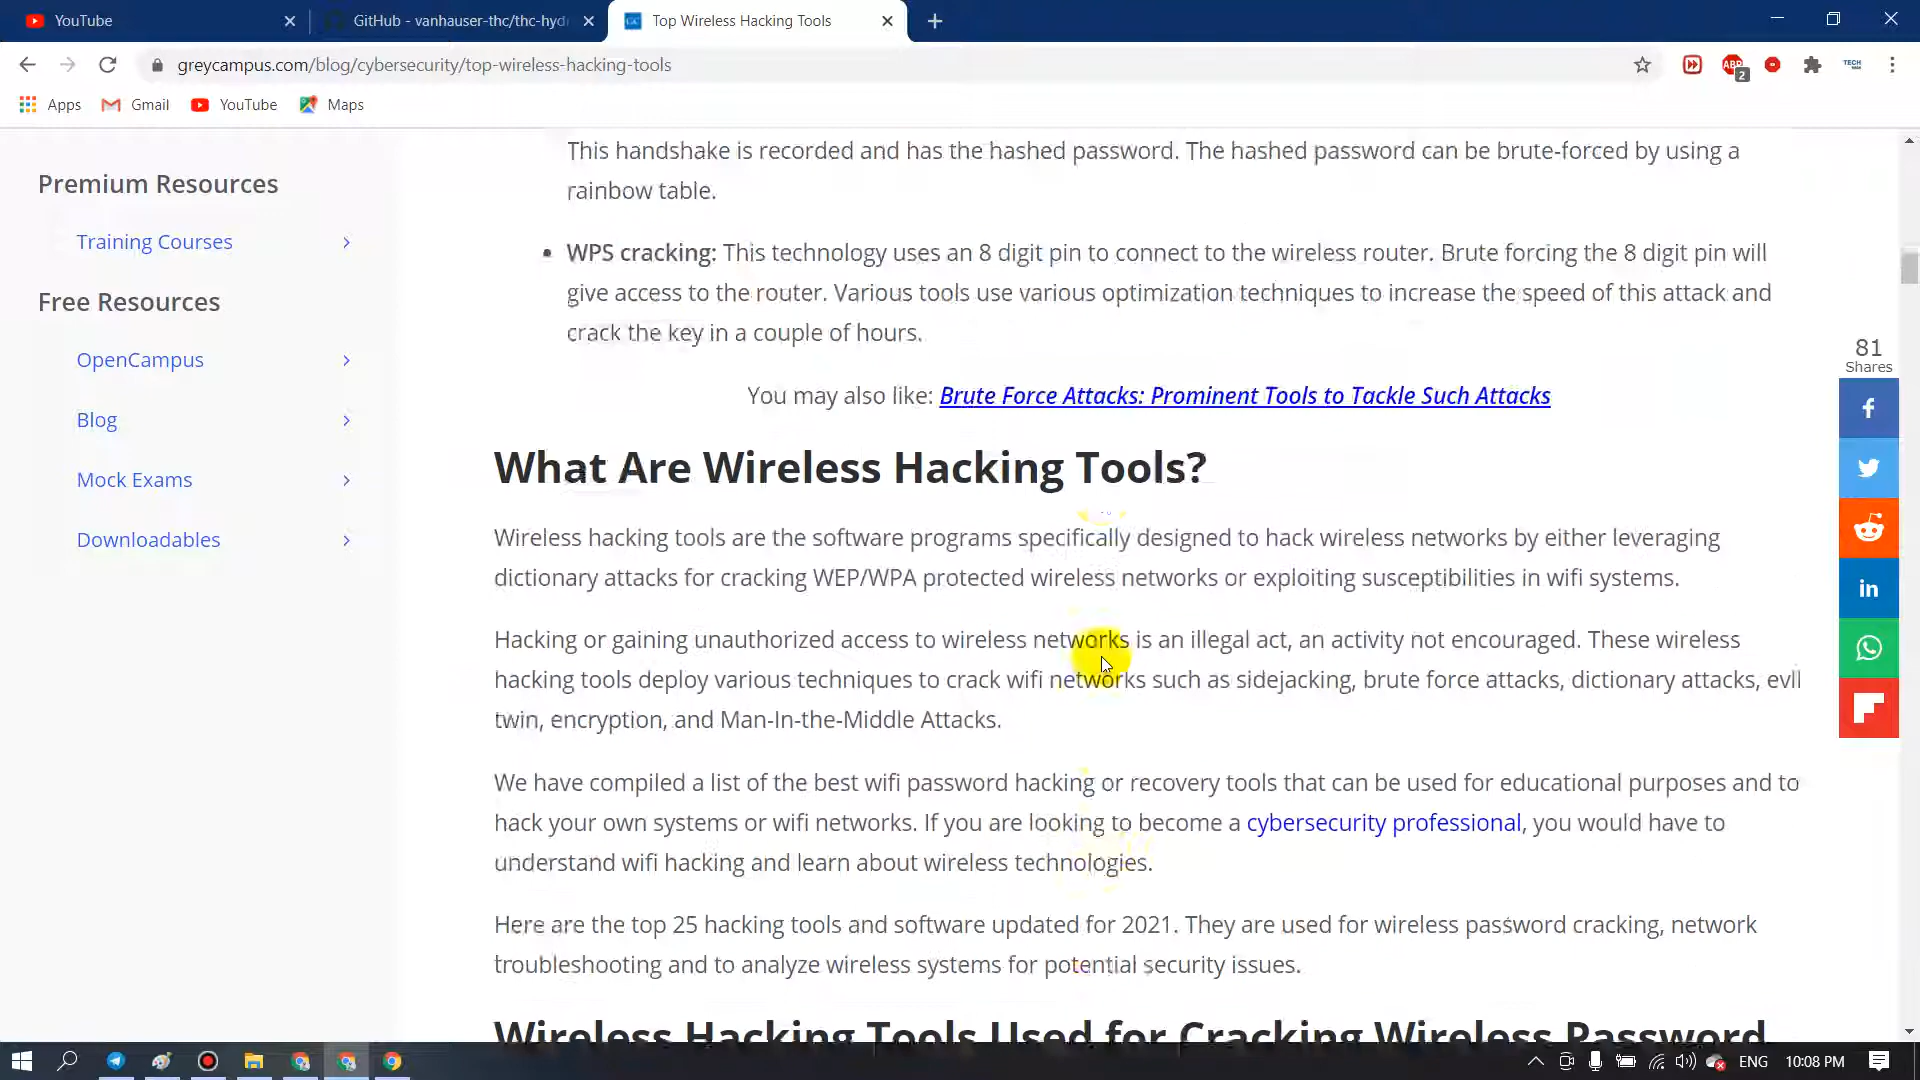 YouTube
GitHub - vanhauser-thc/thc-hyd
Top Wireless Hacking Tools
greycampus.com/blog/cybersecurity/top-wireless-hacking-tools
ABP
2
TECH
Apps
Gmail
YouTube
Maps
Premium Resources
Training Courses
Free Resources
OpenCampus
Blog
Mock Exams
Downloadables
This handshake is recorded and has the hashed password. The hashed password can be brute-forced by using a
rainbow table.
WPS cracking: This technology uses an 8 digit pin to connect to the wireless router. Brute forcing the 8 digit pin will
give access to the router. Various tools use various optimization techniques to increase the speed of this attack and
crack the key in a couple of hours.
You may also like: Brute Force Attacks: Prominent Tools to Tackle Such Attacks
What Are Wireless Hacking Tools?
Wireless hacking tools are the software programs specifically designed to hack wireless networks by either leveraging
dictionary attacks for cracking WEP/WPA protected wireless networks or exploiting susceptibilities in wifi systems.
Hacking or gaining unauthorized access to wireless networks is an illegal act, an activity not encouraged. These wireless
hacking tools deploy various techniques to crack wifi networks such as sidejacking, brute force attacks, dictionary attacks, evil
twin, encryption, and Man-In-the-Middle Attacks.
We have compiled a list of the best wifi password hacking or recovery tools that can be used for educational purposes and to
hack your own systems or wifi networks. If you are looking to become a cybersecurity professional, you would have to
understand wifi hacking and learn about wireless technologies.
Here are the top 25 hacking tools and software updated for 2021. They are used for wireless password cracking, network
troubleshooting and to analyze wireless systems for potential security issues.
Wireless Hacking Tools Used for Cracking Wireless Password
81
Shares
ENG
10:08 PM